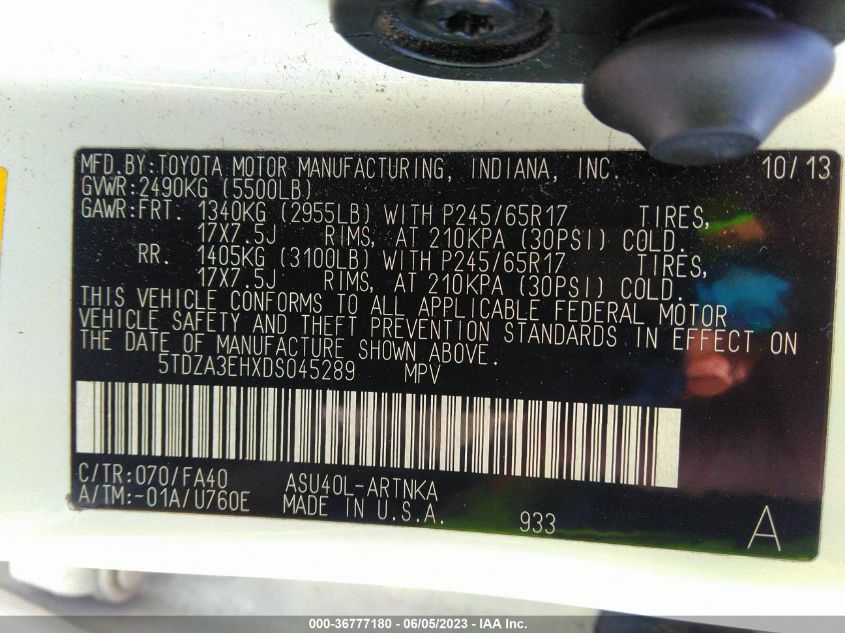 MFD.BY:TOYOTA MOTOR MANUFACTURING, INDIANA, INC. 10/13
GVWR:2490KG (5500LB)
GAWR:FRT. 1340KG (2955LB) WITH P245/65R17 TIRES,
17X7.5J RIMS, AT 210KPA (30PSI) COLD.
RR. 1405KG (3100LB) WITH P245/65R17 TIRES,
17X7.5J RIMS, AT 210KPA (30PSI) COLD.
THIS VEHICLE CONFORMS TO ALL APPLICABLE FEDERAL MOTOR
VEHICLE SAFETY AND THEFT PREVENTION STANDARDS IN EFFECT ON
THE DATE OF MANUFACTURE SHOWN ABOVE.
5TDZA3EHXDS045289 MPV
C/TR:070/FA40 ASU40L-ARTNKA
A/TM:-01A/U760E MADE IN U.S.A. 933 A
000-36777180 - 06/05/2023 - IAA Inc.